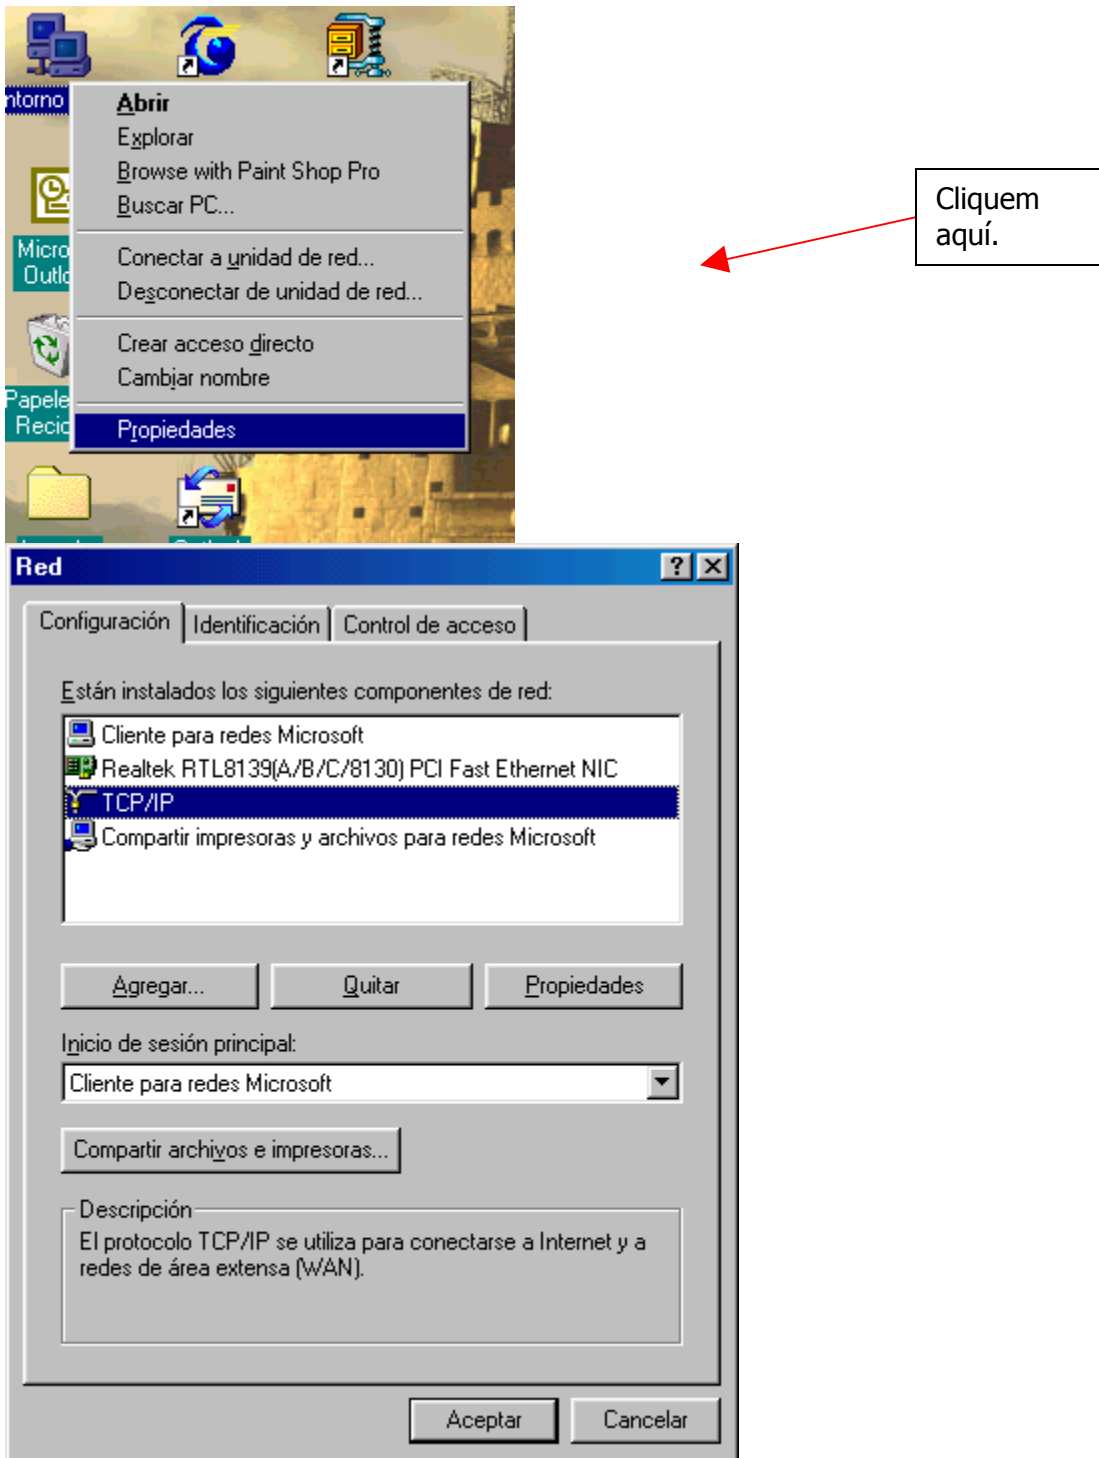 ntorno
Abrir
Explorar
Browse with Paint Shop Pro
Buscar PC...
Conectar a unidad de red...
Desconectar de unidad de red...
Crear acceso directo
Cambiar nombre
Propiedades
Micro
Outlo
Papele
Recic
Cliquem
aquí.
Red
Configuración
Identificación
Control de acceso
Están instalados los siguientes componentes de red:
Cliente para redes Microsoft
Realtek RTL8139(A/B/C/8130) PCI Fast Ethernet NIC
TCP/IP
Compartir impresoras y archivos para redes Microsoft
Agregar...
Quitar
Propiedades
Inicio de sesión principal:
Cliente para redes Microsoft
Compartir archivos e impresoras...
Descripción
El protocolo TCP/IP se utiliza para conectarse a Internet y a
redes de área extensa (WAN).
Aceptar
Cancelar